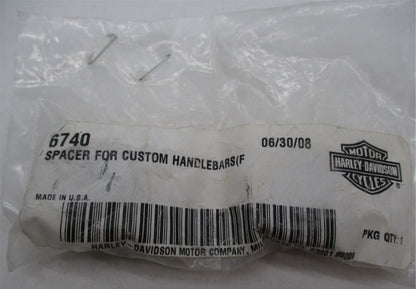 6740 06/30/08
SPACER FOR CUSTOM HANDLEBARS(F
MOTOR
HARLEY-DAVIDSON
CYCLES
MADE IN U.S.A.
PKG QTY:1
HARLEY-DAVIDSON MOTOR COMPANY, MIL